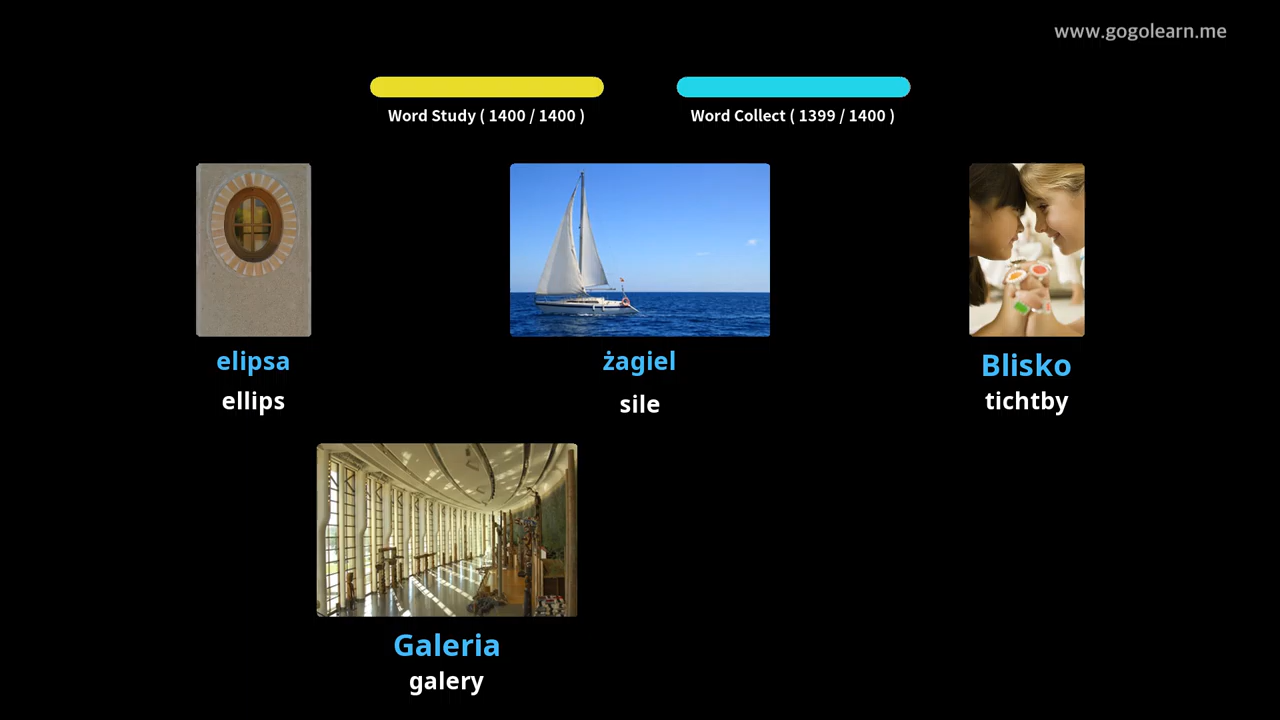 www.gogolearn.me
Word Study ( 1400 / 1400 )
Word Collect ( 1399 / 1400 )
elipsa
ellips
żagiel
sile
Blisko
tichtby
Galeria
galery